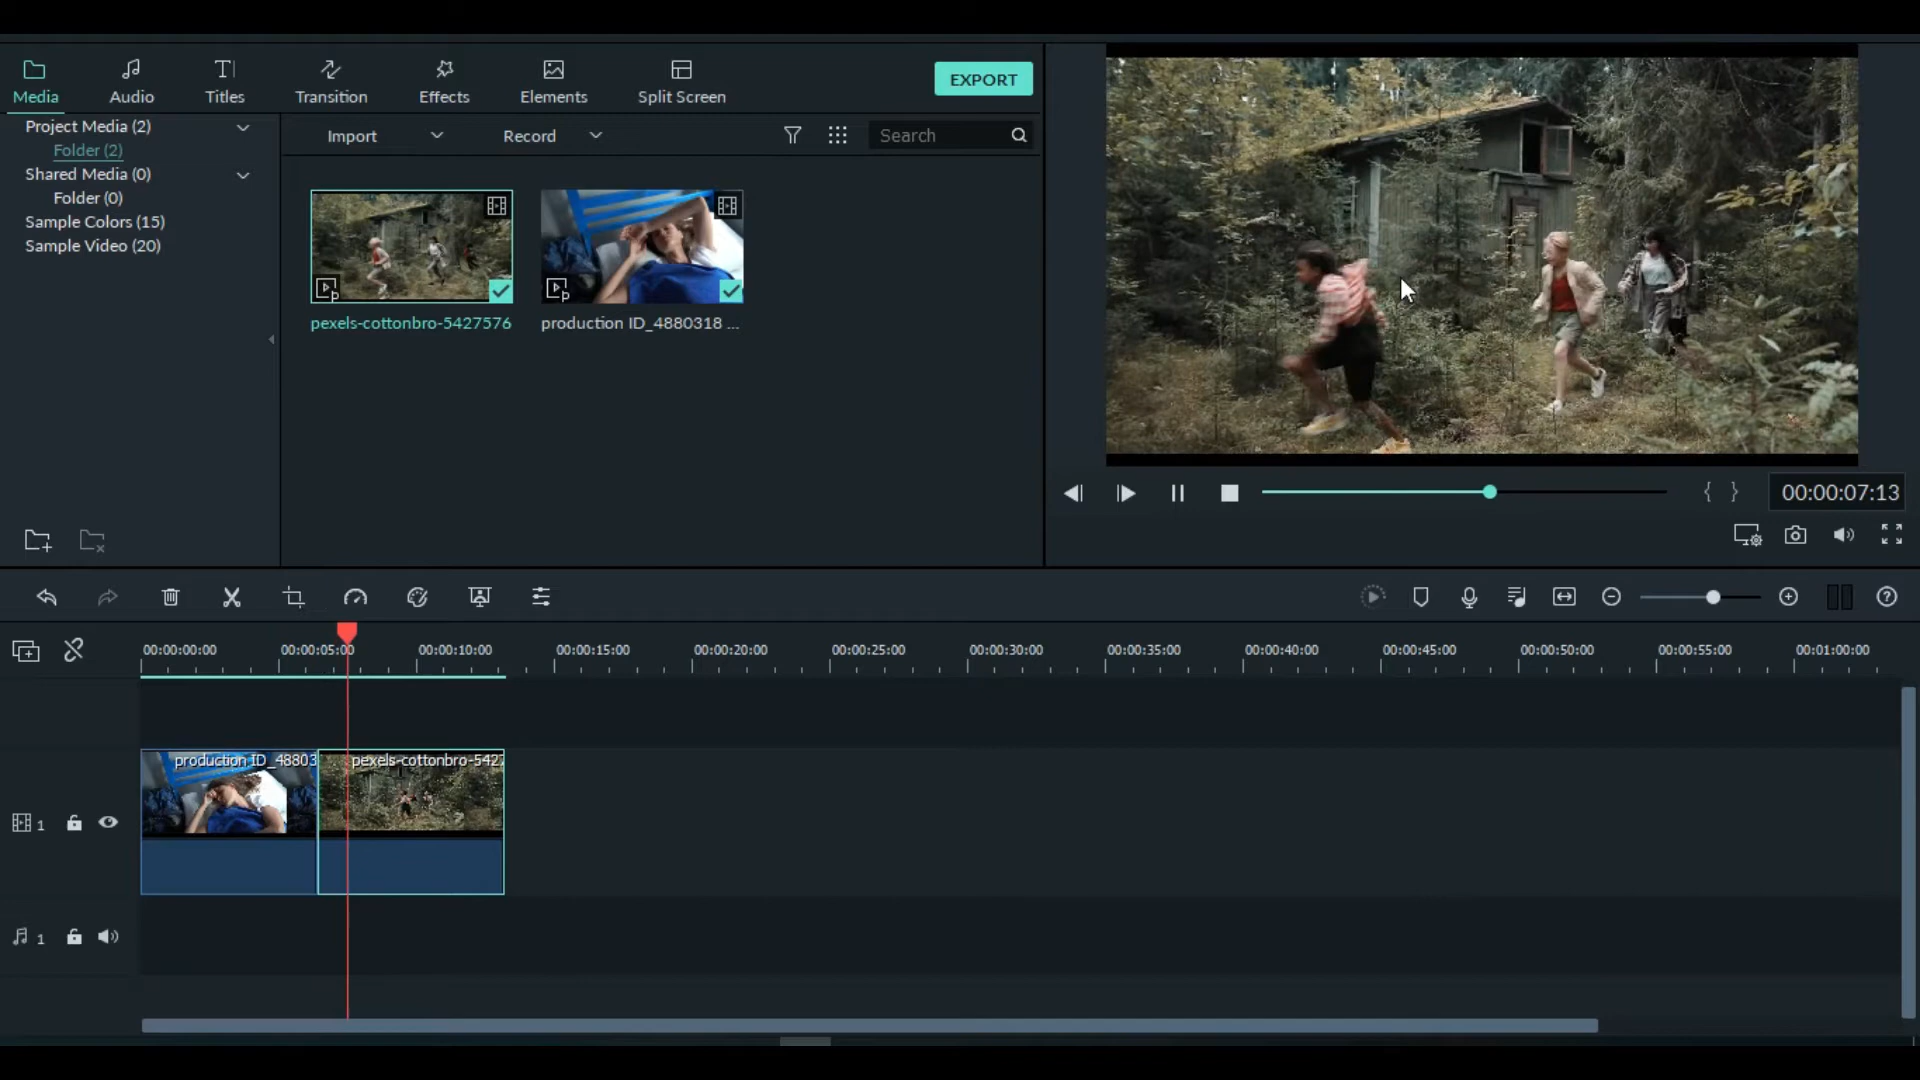 Media
Audio
Titles
Transition
Effects
Elements
Split Screen
EXPORT
Project Media (2)
Folder (2)
Shared Media (0)
Folder (0)
Sample Colors (15)
Sample Video (20)
Import
Record
Search
pexels-cottonbro-5427576
production ID_4880318 ...
00:00:07:13
00:00:00:00
00:00:05:00
00:00:10:00
00:00:15:00
00:00:20:00
00:00:25:00
00:00:30:00
00:00:35:00
00:00:40:00
00:00:45:00
00:00:50:00
00:00:55:00
00:01:00:00
production ID_48803
pexels-cottonbro-5427
1
1